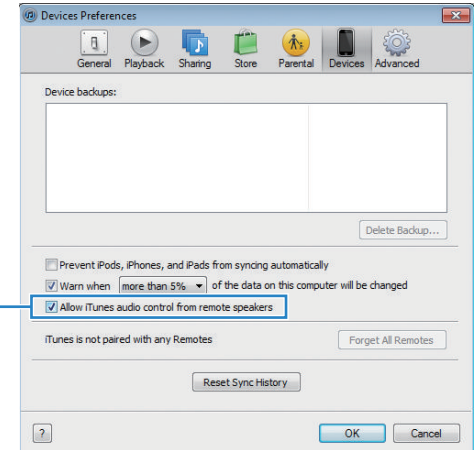 Devices Preferences
General Playback Sharing Store Parental Devices Advanced
Device backups:
Delete Backup...
Prevent iPods, iPhones, and iPads from syncing automatically
Warn when more than 5% of the data on this computer will be changed
Allow iTunes audio control from remote speakers
iTunes is not paired with any Remotes Forget All Remotes
Reset Sync History
? OK Cancel